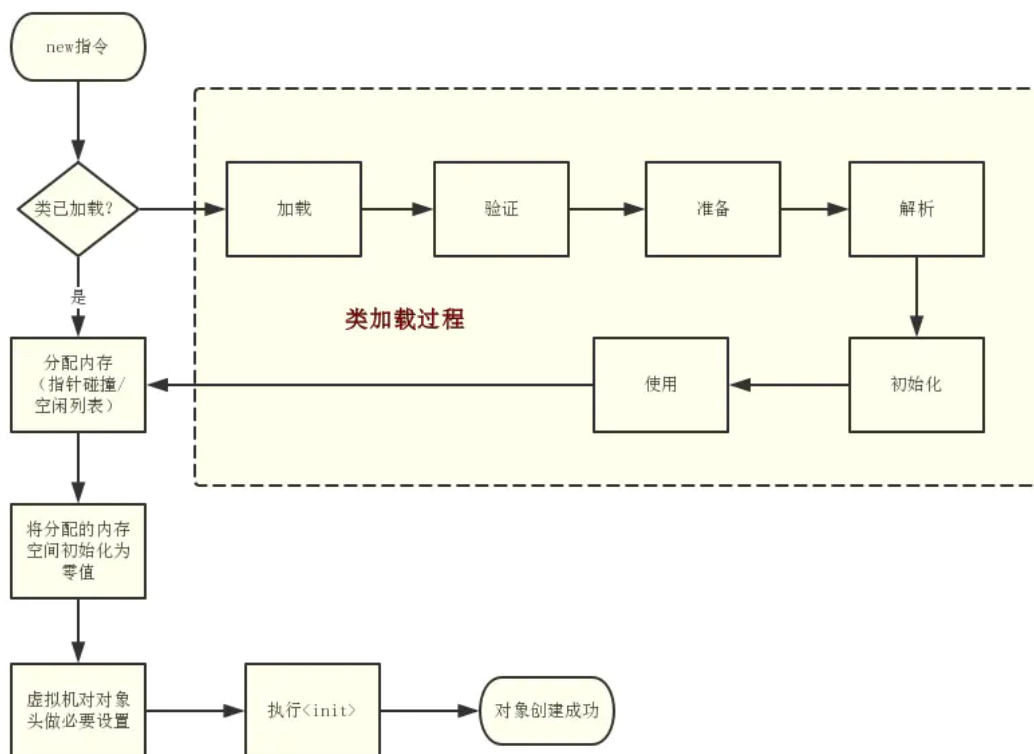 new指令
类已加载?
加载
验证
准备
解析
是
类加载过程
分配内存
（指针碰撞/
空闲列表）
使用
初始化
将分配的内存
空间初始化为
零值
虚拟机对对象
头做必要设置
执行<init>
对象创建成功